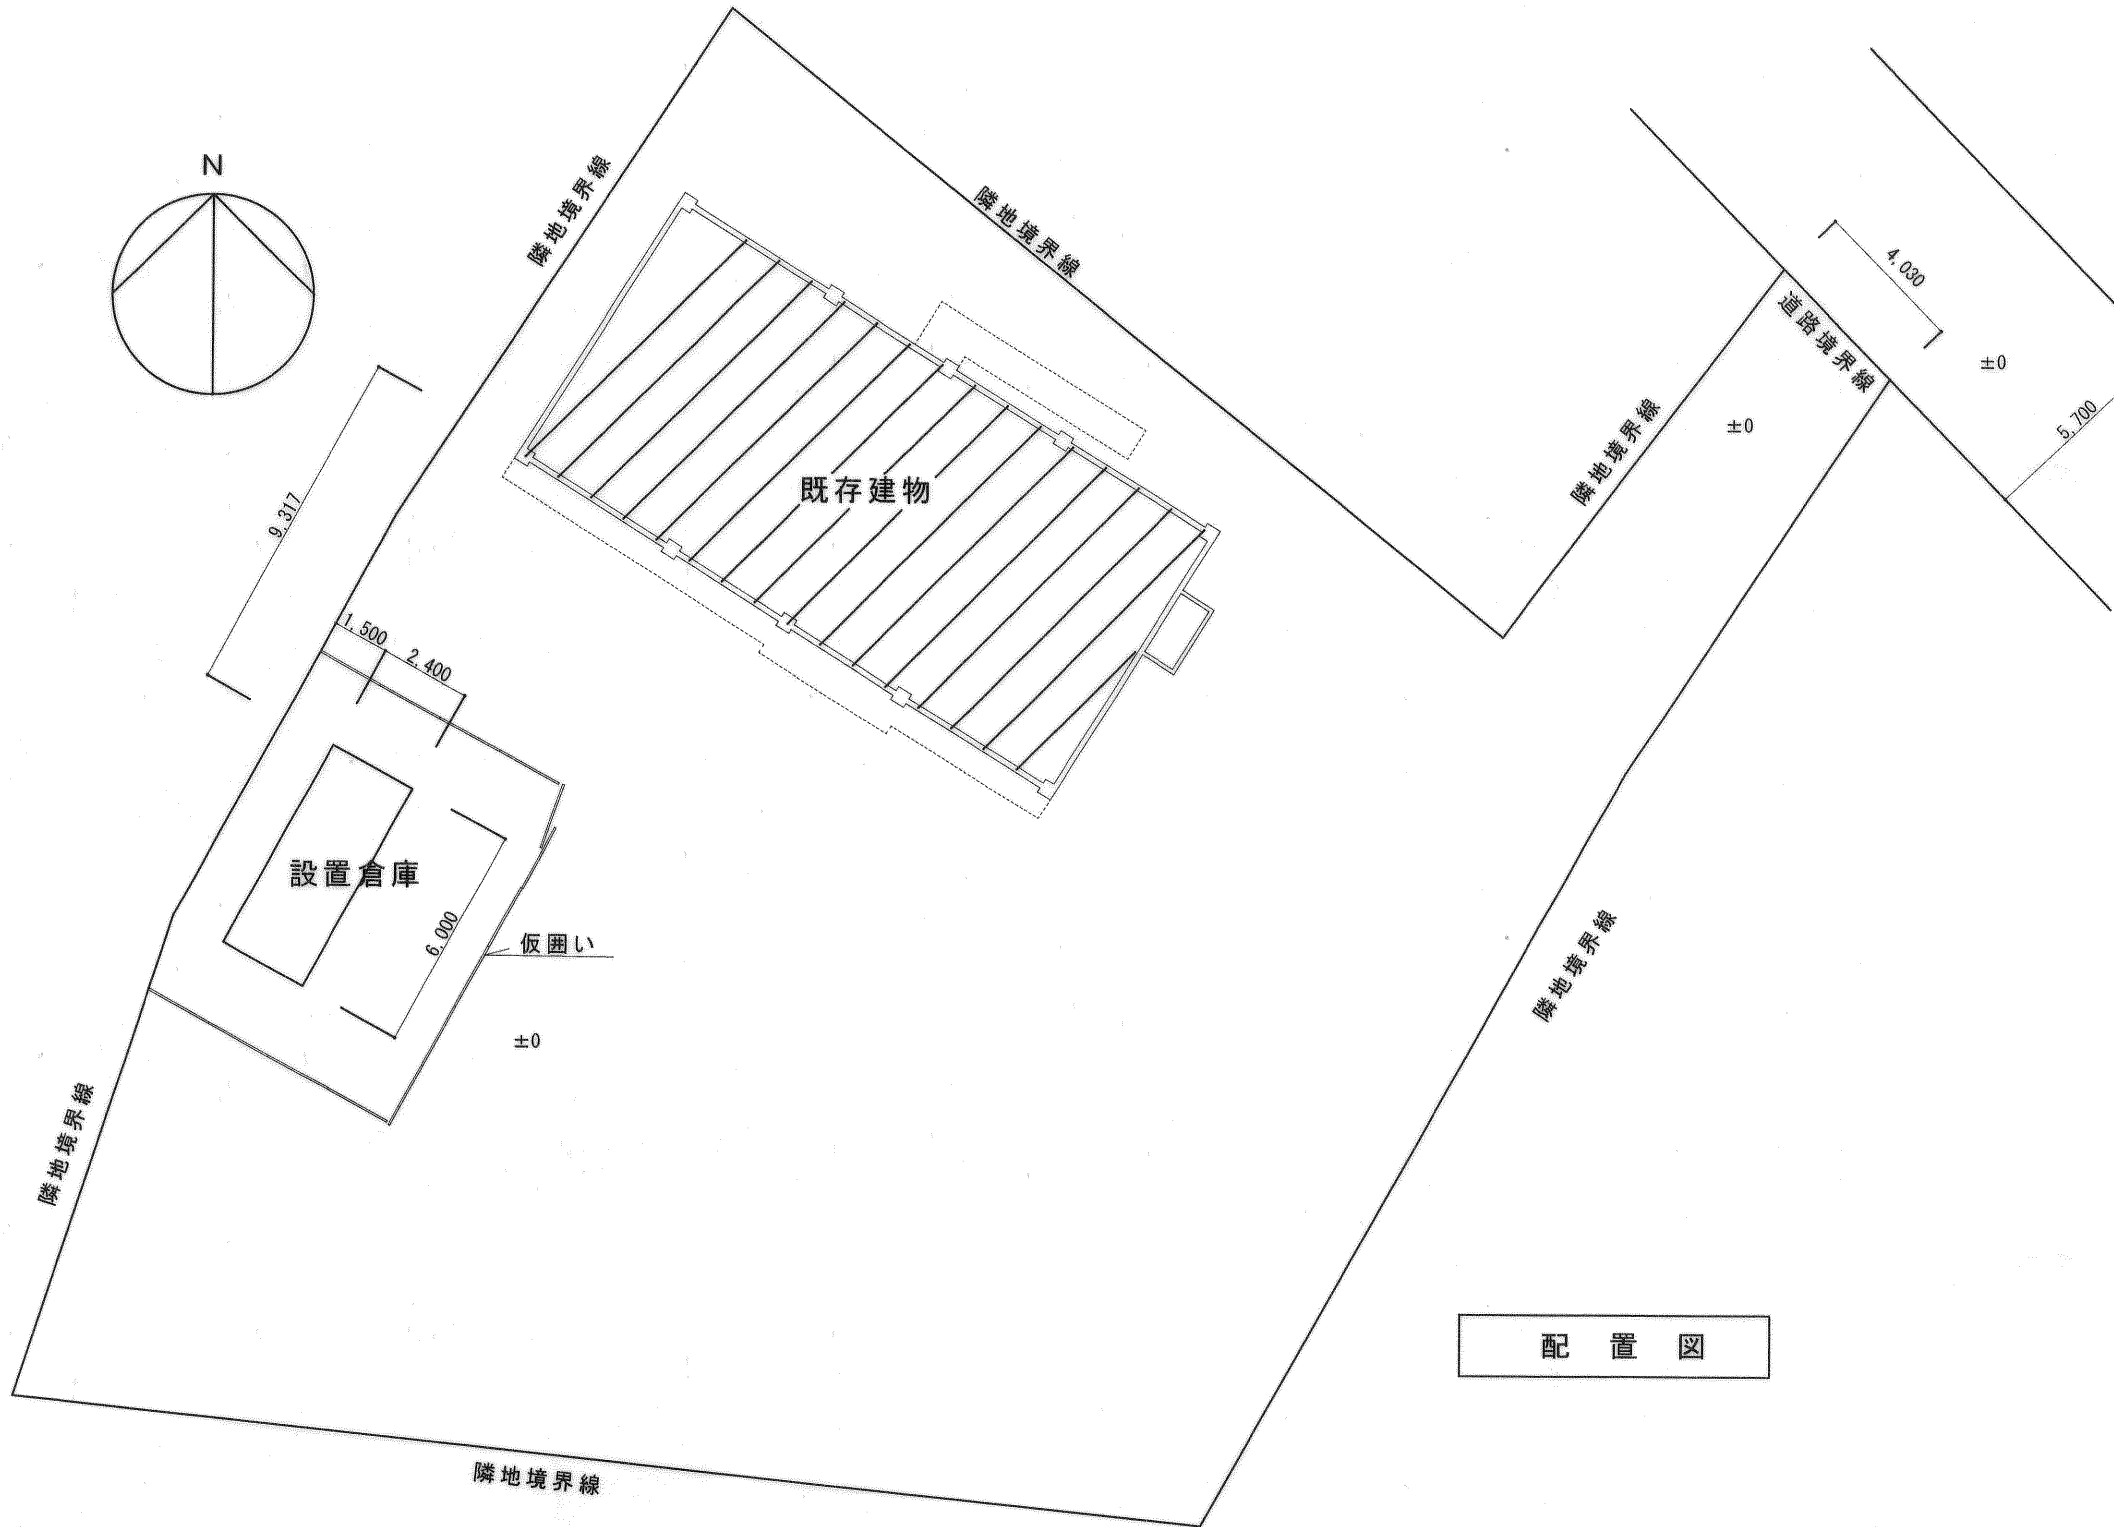 N
隣地境界線
隣地境界線
4,030
道路境界線
±0
5,700
±0
隣地境界線
既存建物
9,317
1,500
2,400
設置倉庫
6,000
仮囲い
±0
隣地境界線
隣地境界線
配置図
隣地境界線